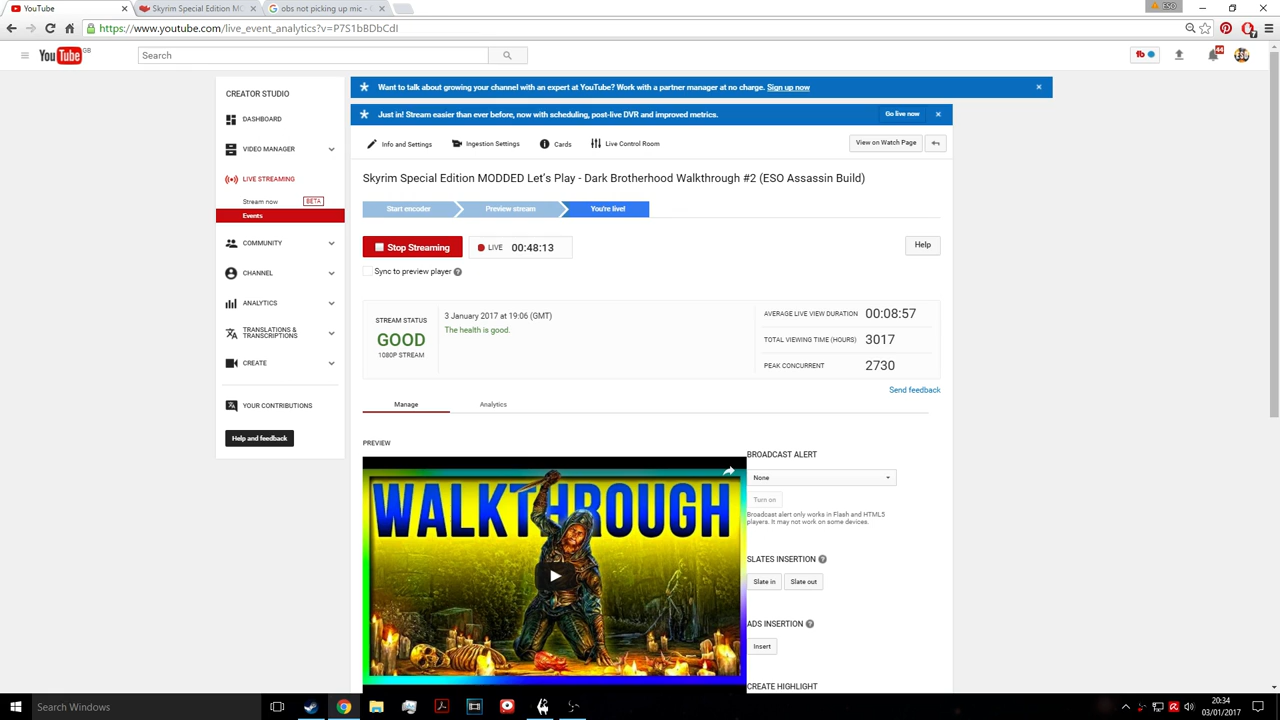 YouTube
Skyrim Special Edition MO
obs not picking up mic - G
ESO
https://www.youtube.com/live_event_analytics?v=P7S1bBDbCdI
YouTube GB
Search
44
CREATOR STUDIO
DASHBOARD
VIDEO MANAGER
LIVE STREAMING
Stream now BETA
Events
COMMUNITY
CHANNEL
ANALYTICS
TRANSLATIONS &
TRANSCRIPTIONS
CREATE
YOUR CONTRIBUTIONS
Help and feedback
Want to talk about growing your channel with an expert at YouTube? Work with a partner manager at no charge. Sign up now
Just in! Stream easier than ever before, now with scheduling, post-live DVR and improved metrics. Go live now
Info and Settings
Ingestion Settings
Cards
Live Control Room
View on Watch Page
Skyrim Special Edition MODDED Let's Play - Dark Brotherhood Walkthrough #2 (ESO Assassin Build)
Start encoder
Preview stream
You're live!
Stop Streaming
LIVE 00:48:13
Help
Sync to preview player
STREAM STATUS
GOOD
1080P STREAM
3 January 2017 at 19:06 (GMT)
The health is good.
AVERAGE LIVE VIEW DURATION 00:08:57
TOTAL VIEWING TIME (HOURS) 3017
PEAK CONCURRENT 2730
Send feedback
Manage
Analytics
PREVIEW
WALKTHROUGH
BROADCAST ALERT
None
Turn on
Broadcast alert only works in Flash and HTML5
players. It may not work on some devices.
SLATES INSERTION
Slate in
Slate out
ADS INSERTION
Insert
CREATE HIGHLIGHT
Search Windows
20:34
03/01/2017